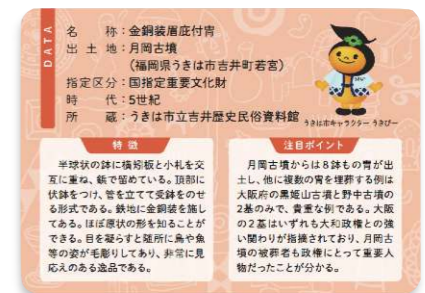 DATA
名称:金銅装眉庇付冑
出土地:月岡古墳
(福岡県うきは市吉井町若宮)
指定区分:国指定重要文化財
時代:5世紀
所蔵:うきは市立吉井歴史民俗資料館
うきは市キャラクター うきぴー
特徴
半球状の鉢に横矧板と小札を交
互に重ね、鋲で留めている。頂部に
伏鉢をつけ、管を立てて受鉢をのせ
る形式である。鉄地に金銅装を施し
てある。ほぼ原状の形を知ることが
できる。目を凝らすと随所に鳥や魚
等の姿が毛彫りしてあり、非常に見
応えのある逸品である。
注目ポイント
月岡古墳からは8鉢もの冑が出
土し、他に複数の冑を埋葬する例は
大阪府の黒姫山古墳と野中古墳の
2基のみで、貴重な例である。大阪
の2基はいずれも大和政権との強
い関わりが指摘されており、月岡古
墳の被葬者も政権にとって重要人
物だったことが分かる。